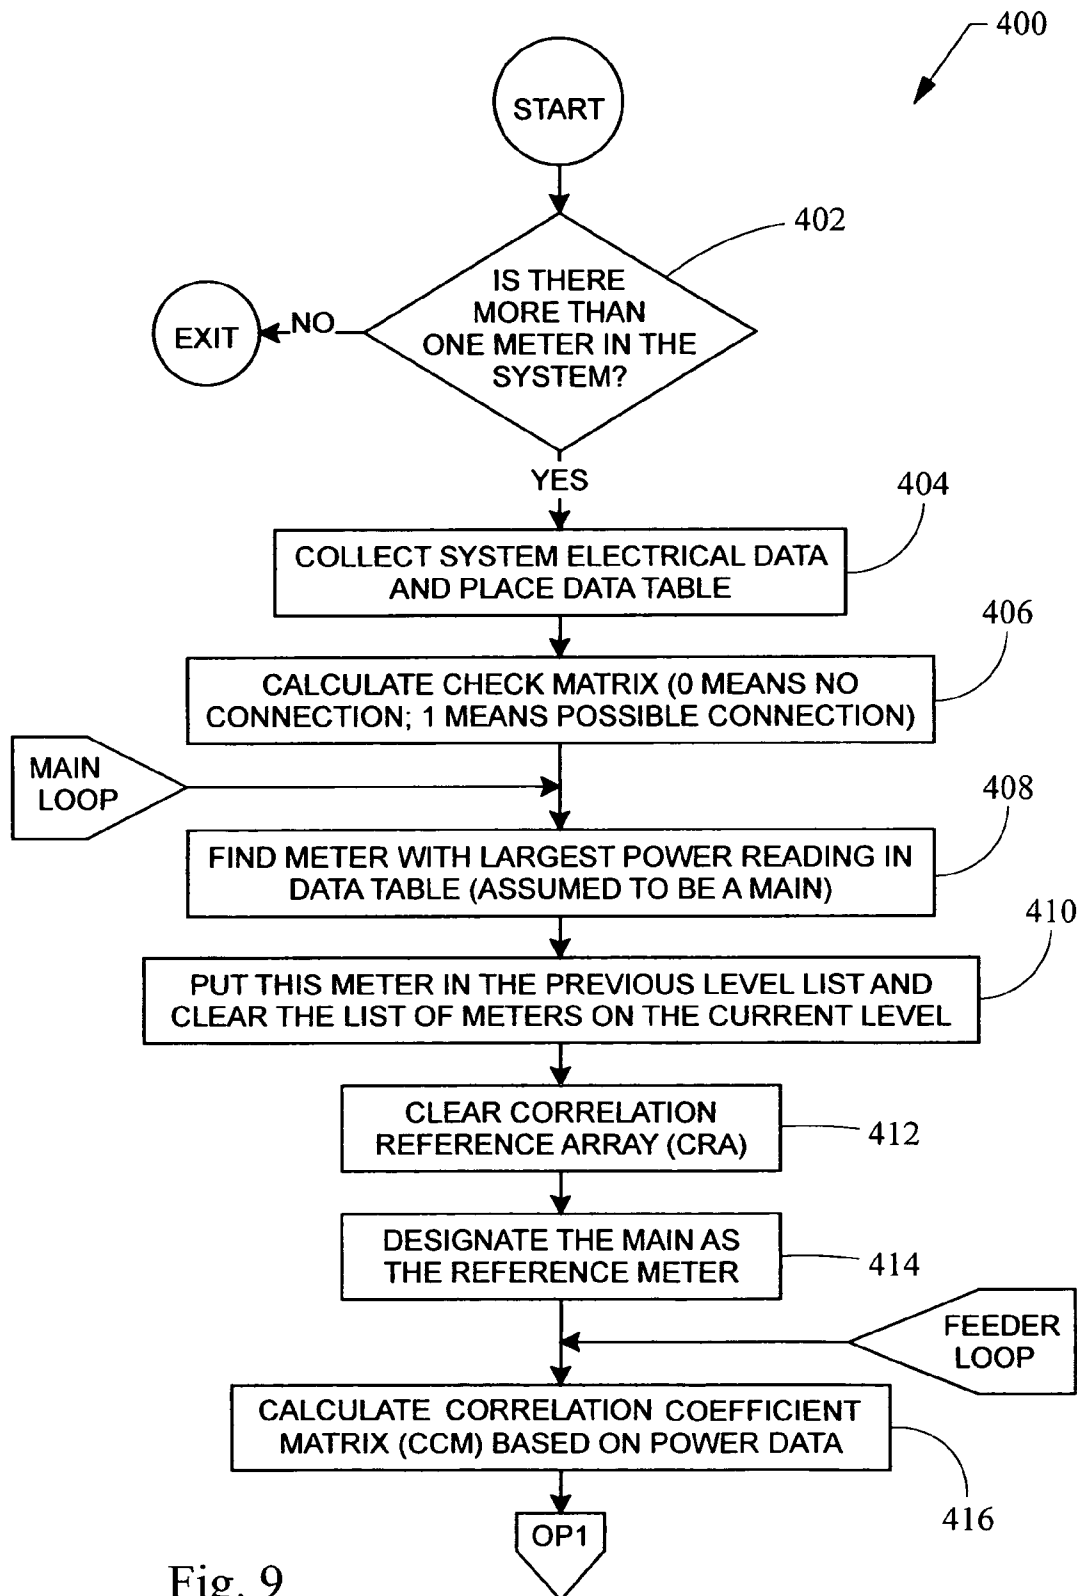 400
START
402
IS THERE
MORE THAN
ONE METER IN THE
SYSTEM?
NO
EXIT
YES
404
COLLECT SYSTEM ELECTRICAL DATA
AND PLACE DATA TABLE
406
CALCULATE CHECK MATRIX (0 MEANS NO
CONNECTION; 1 MEANS POSSIBLE CONNECTION)
MAIN
LOOP
408
FIND METER WITH LARGEST POWER READING IN
DATA TABLE (ASSUMED TO BE A MAIN)
410
PUT THIS METER IN THE PREVIOUS LEVEL LIST AND
CLEAR THE LIST OF METERS ON THE CURRENT LEVEL
CLEAR CORRELATION
REFERENCE ARRAY (CRA)
412
DESIGNATE THE MAIN AS
THE REFERENCE METER
414
FEEDER
LOOP
CALCULATE CORRELATION COEFFICIENT
MATRIX (CCM) BASED ON POWER DATA
416
OP1
Fig. 9